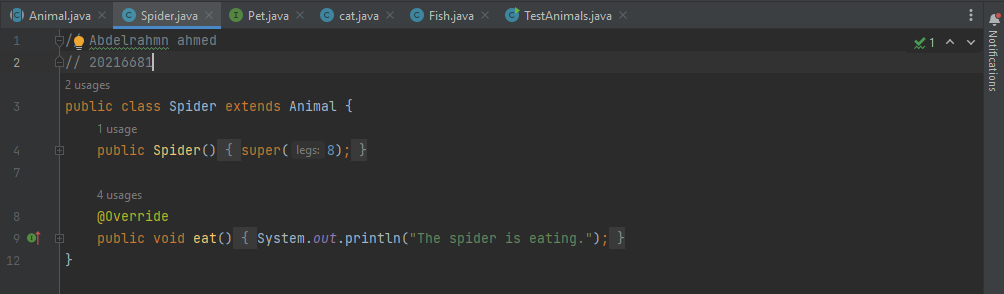 Animal.java Spider.java Pet.java cat.java Fish.java TestAnimals.java
1 / Abdelrahmn ahmed 1
2 // 20216681
2 usages
3 public class Spider extends Animal {
1 usage
4 public Spider() { super( legs: 8); }
7
4 usages
8 @Override
9 public void eat() { System.out.println("The spider is eating."); }
12 }
Notifications